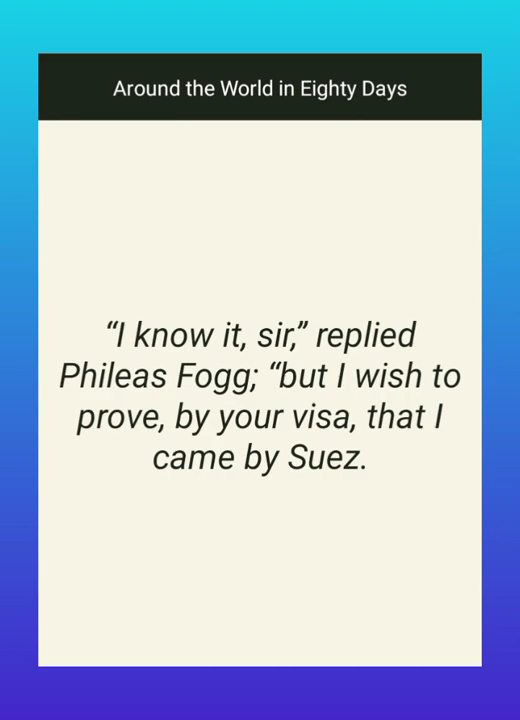 Around the World in Eighty Days
“I know it, sir,” replied
Phileas Fogg; “but I wish to
prove, by your visa, that I
came by Suez.